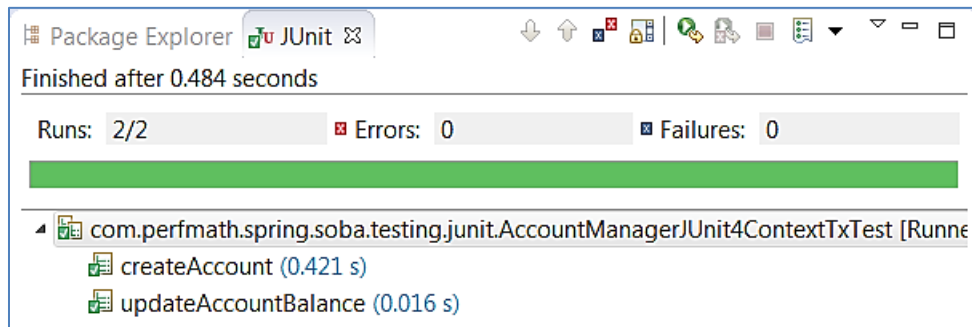 Package Explorer JUnit
Finished after 0.484 seconds
Runs: 2/2 Errors: 0 Failures: 0
com.perfmath.spring.soba.testing.junit.AccountManagerJUnit4ContextTxTest [Runne
createAccount (0.421 s)
updateAccountBalance (0.016 s)